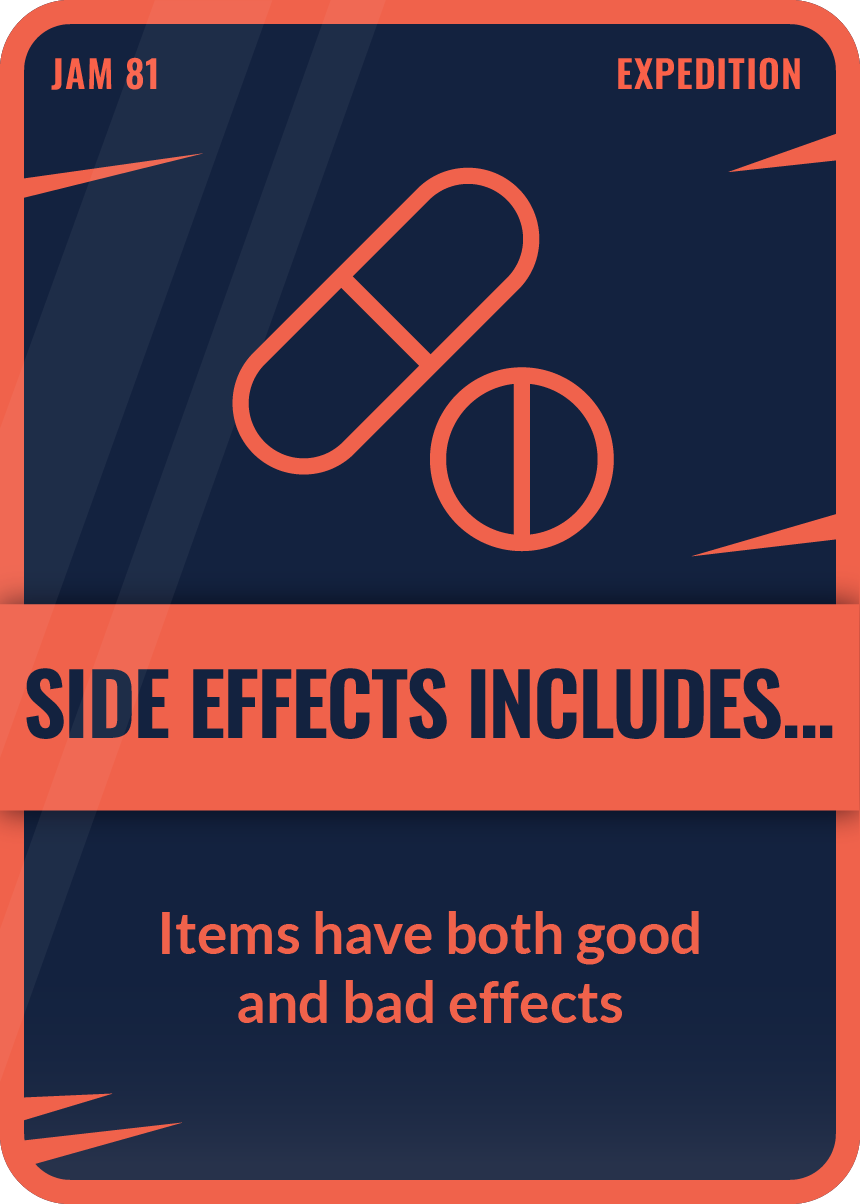 JAM 81
EXPEDITION
SIDE EFFECTS INCLUDES...
Items have both good
and bad effects